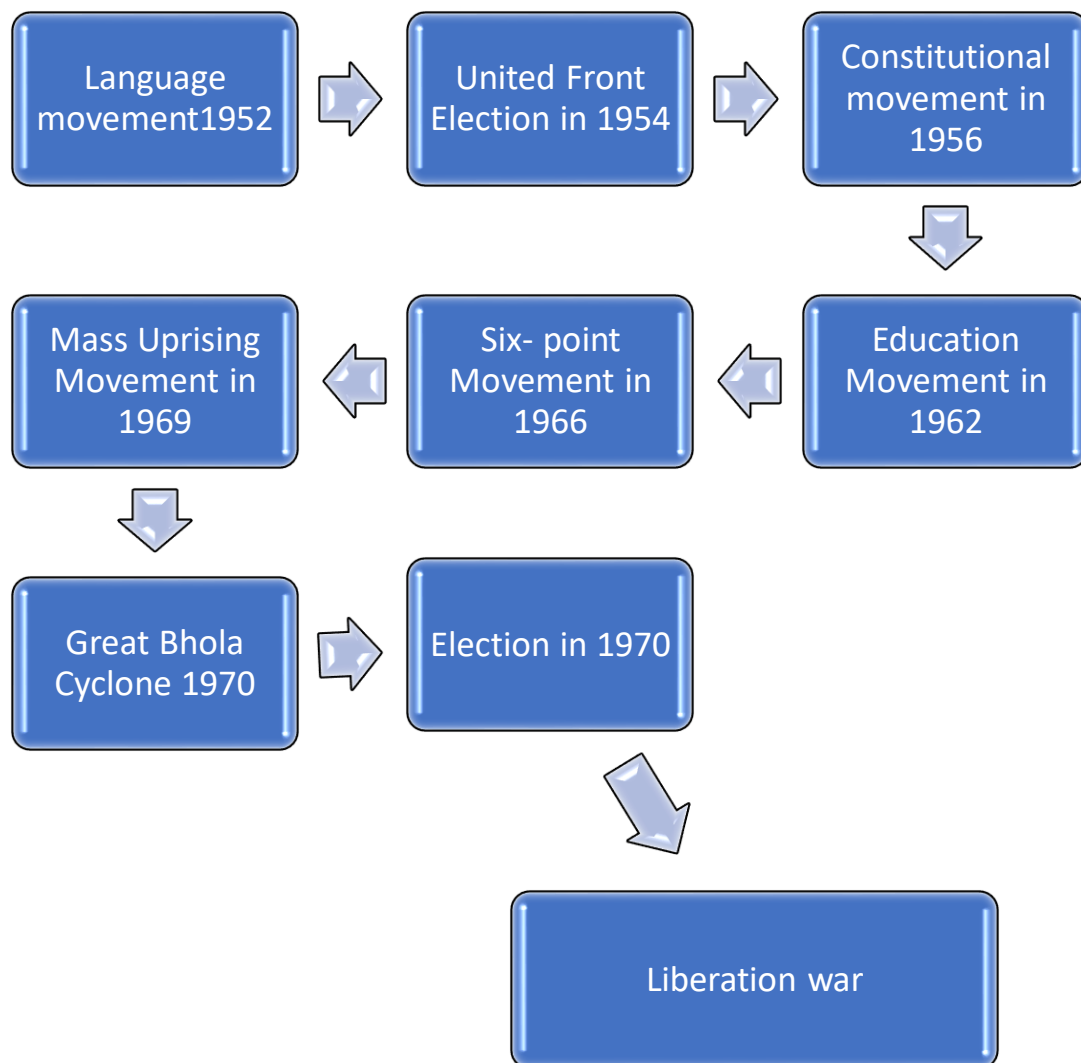 Language
movement1952
United Front
Election in 1954
Constitutional
movement in
1956
Education
Movement in
1962
Six- point
Movement in
1966
Mass Uprising
Movement in
1969
Great Bhola
Cyclone 1970
Election in 1970
Liberation war